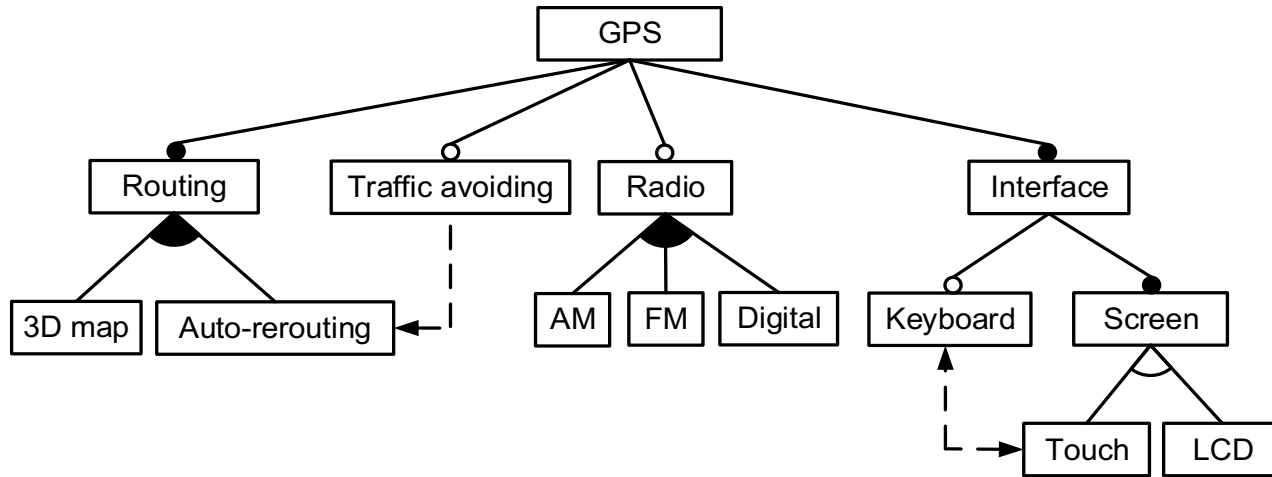 GPS
Routing
Traffic avoiding
Radio
Interface
3D map
Auto-rerouting
AM
FM
Digital
Keyboard
Screen
Touch
LCD